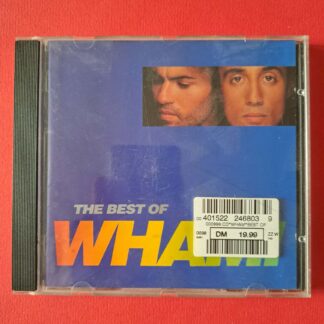 THE BEST OF
WHAM!
401522 246803 9
DM 19.99